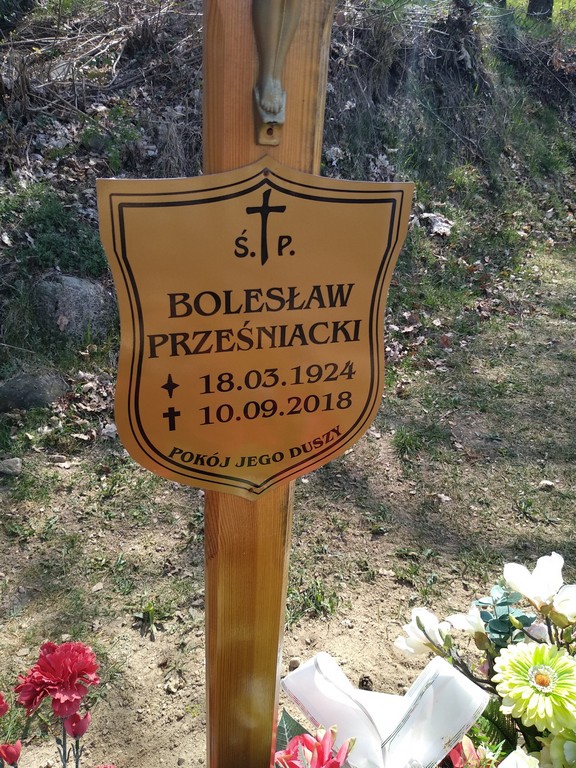 Ś. P.
BOLESŁAW
PRZEŚNIACKI
18.03.1924
10.09.2018
POKÓJ JEGO DUSZY